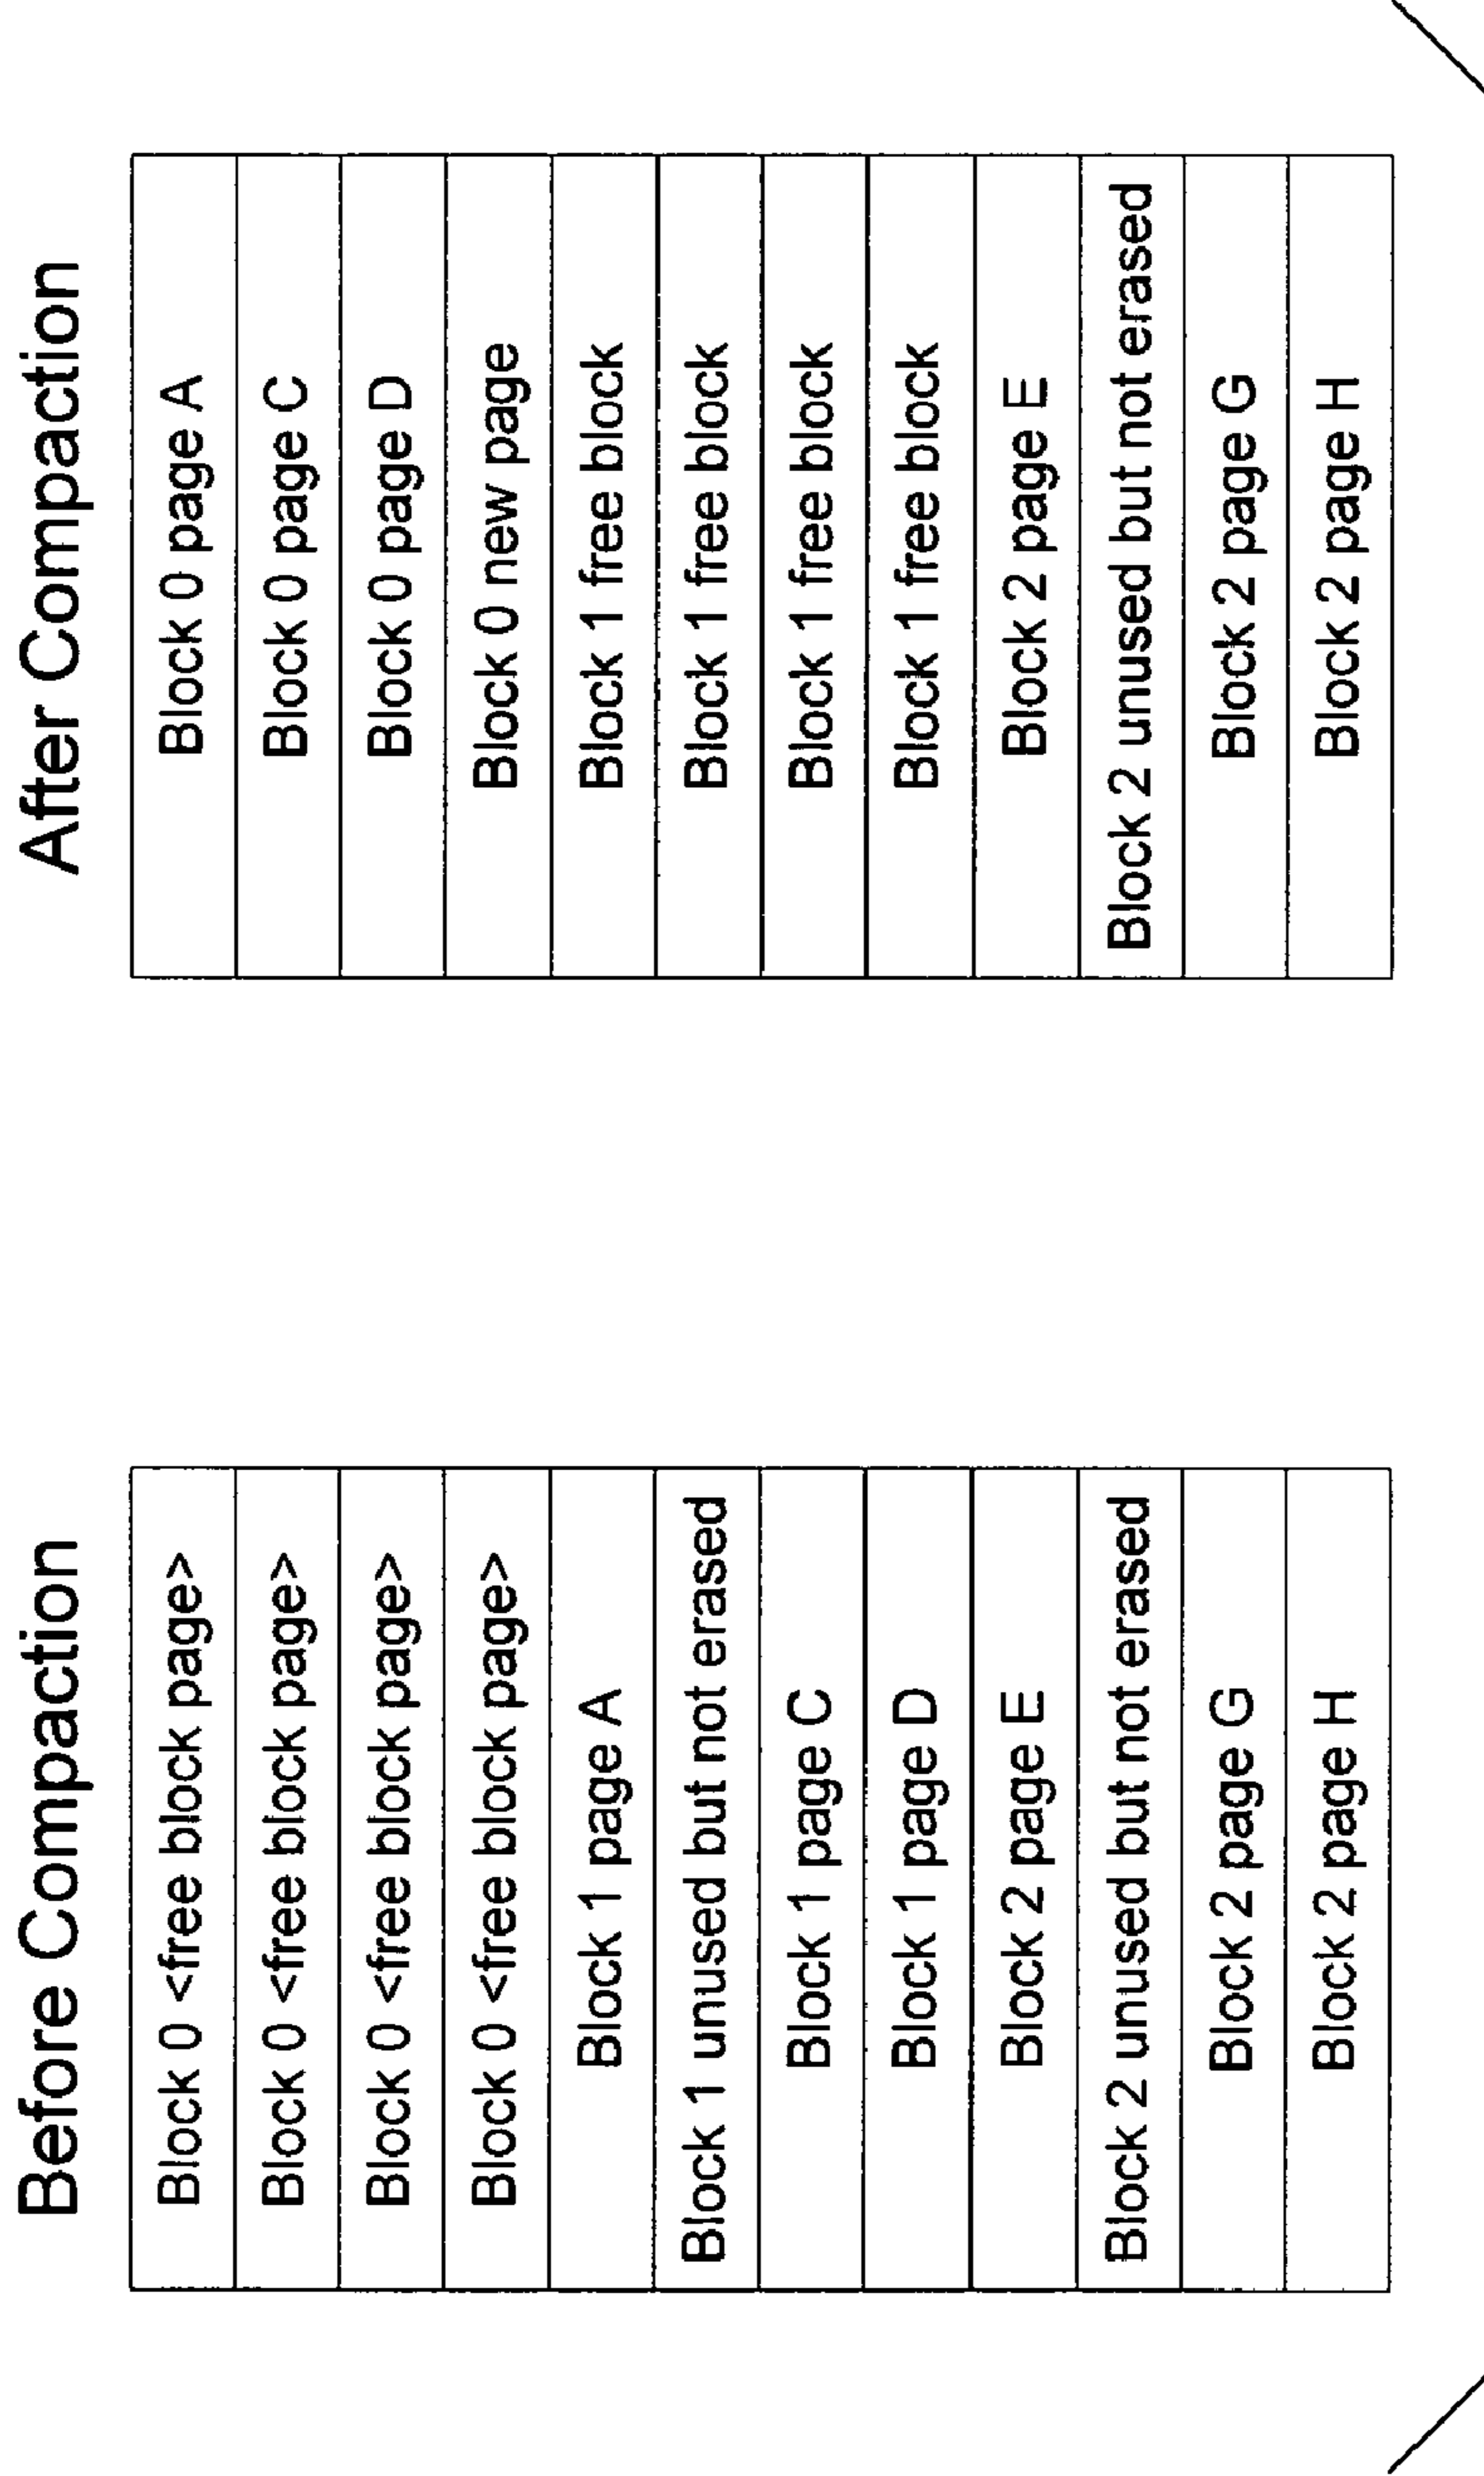 Before Compaction
Block 0 <free block page>
Block 0 <free block page>
Block 0 <free block page>
Block 0 <free block page>
Block 1 page A
Block 1 unused but not erased
Block 1 page C
Block 1 page D
Block 2 page E
Block 2 unused but not erased
Block 2 page G
Block 2 page H
After Compaction
Block 0 page A
Block 0 page C
Block 0 page D
Block 0 new page
Block 1 free block
Block 1 free block
Block 1 free block
Block 1 free block
Block 2 page E
Block 2 unused but not erased
Block 2 page G
Block 2 page H